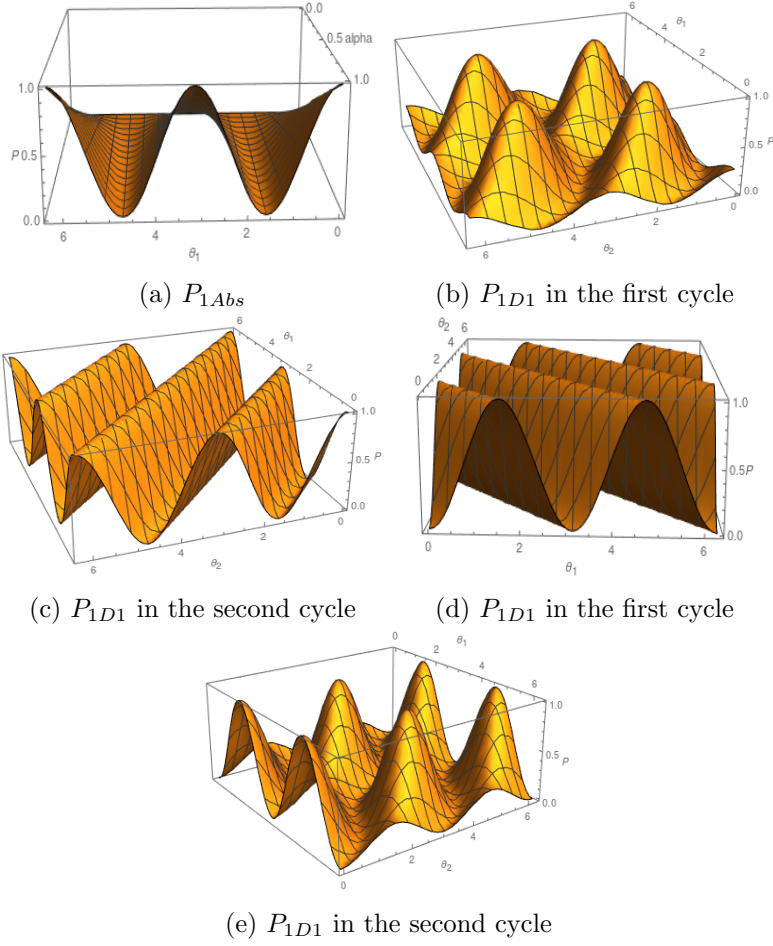 0.0
0.5 alpha
1.0
1.0
P 0.5
0.0
6 4 2 0
θ1
(a) P1Abs
6
θ1
4
2
0
1.0
0.5 P
0.0
6 4 2 0
θ2
(b) P1D1 in the first cycle
6
θ1
4
2
0
1.0
0.5 P
0.0
6 4 2 0
θ2
(c) P1D1 in the second cycle
θ2 6
4
2
0
1.0
0.5 P
0.0
0 2 4 6
θ1
(d) P1D1 in the first cycle
0
θ1
2
4
6
1.0
0.5 P
0.0
0 2 4 6
θ2
(e) P1D1 in the second cycle